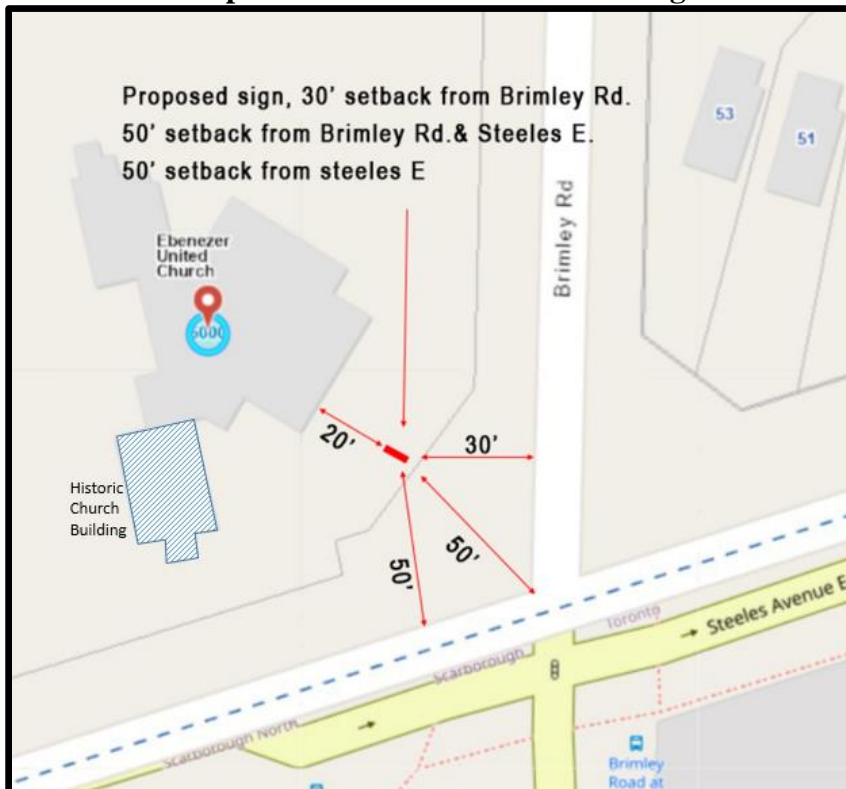 Proposed sign, 30' setback from Brimley Rd.
50' setback from Brimley Rd.& Steeles E.
50' setback from steeles E
53
51
Brimley Rd
Ebenezer
United
Church
5000
20'
30'
Historic
Church
Building
50'
50'
Steeles Avenue E
Toronto
Scarborough
Scarborough North
Brimley
Road at